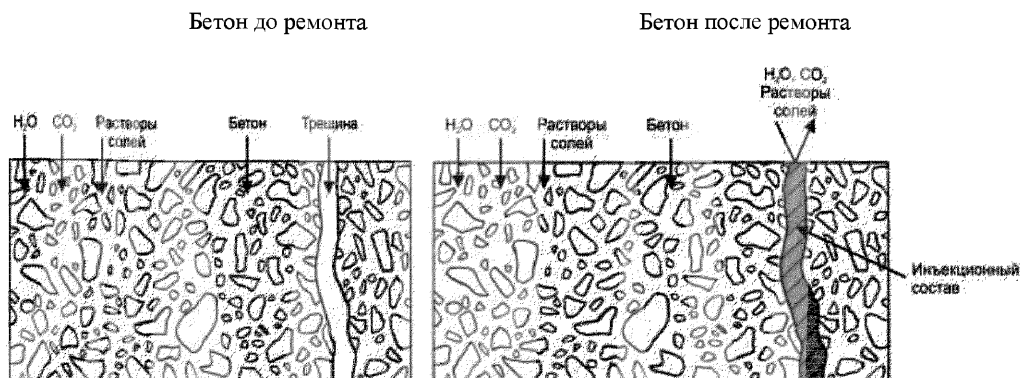 Бетон до ремонта
Бетон после ремонта
H₂O CO₂ Растворы солей Бетон Трещина
H₂O, CO₂
Растворы
солей
H₂O CO₂ Растворы солей Бетон
Инъекционный
состав